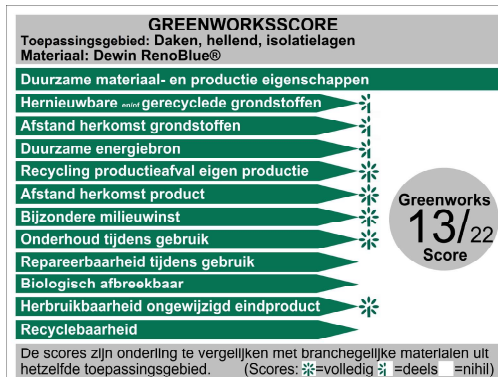 GREENWORKSSCORE
Toepassingsgebied: Daken, hellend, isolatielagen
Materiaal: Dewin RenoBlue®
Duurzame materiaal- en productie eigenschappen
Hernieuwbare en/of gerecyclede grondstoffen
Afstand herkomst grondstoffen
Duurzame energiebron
Recycling productieafval eigen productie
Afstand herkomst product
Bijzondere milieuwinst
Onderhoud tijdens gebruik
Repareerbaarheid tijdens gebruik
Biologisch afbreekbaar
Herbruikbaarheid ongewijzigd eindproduct
Recyclebaarheid
Greenworks
13/22
Score
De scores zijn onderling te vergelijken met branchegelijke materialen uit
hetzelfde toepassingsgebied. (Scores: =volledig =deels =nihil)